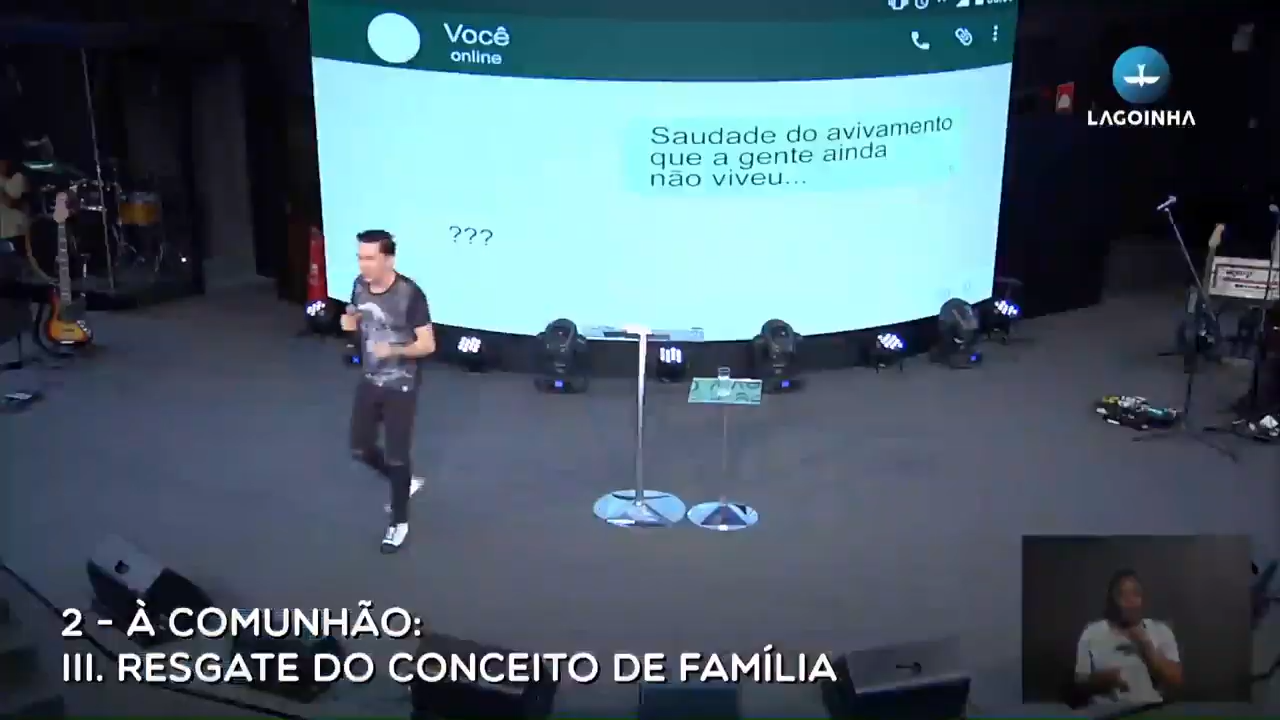 Você
online
LAGOINHA
Saudade do avivamento
que a gente ainda
não viveu...
???
2 - À COMUNHÃO:
III. RESGATE DO CONCEITO DE FAMÍLIA